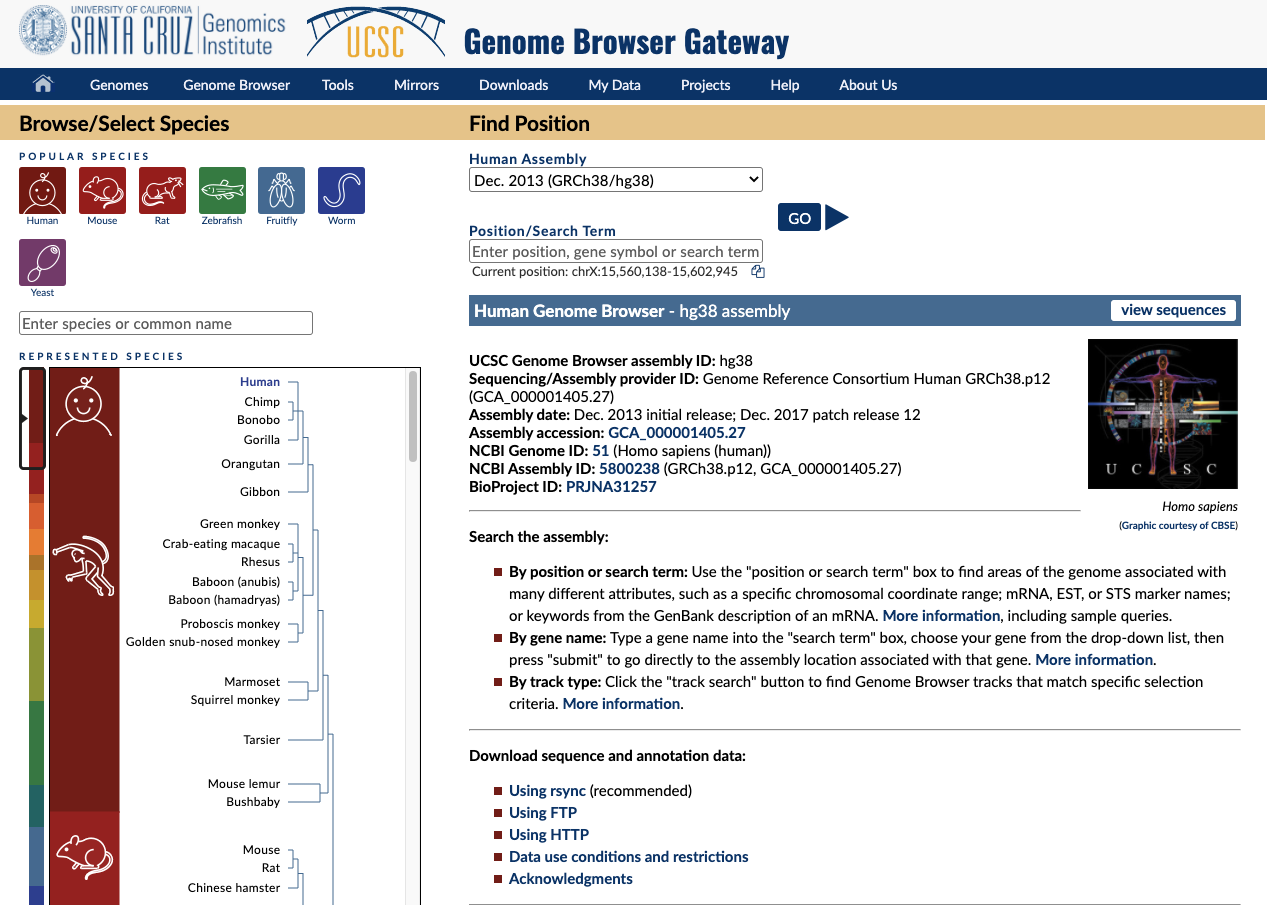 UNIVERSITY OF CALIFORNIA
SANTA CRUZ
Genomics
Institute
UCSC
Genome Browser Gateway
Genomes
Genome Browser
Tools
Mirrors
Downloads
My Data
Projects
Help
About Us
Browse/Select Species
POPULAR SPECIES
Human
Mouse
Rat
Zebrafish
Fruitfly
Worm
Yeast
Enter species or common name
REPRESENTED SPECIES
Human
Chimp
Bonobo
Gorilla
Orangutan
Gibbon
Green monkey
Crab-eating macaque
Rhesus
Baboon (anubis)
Baboon (hamadryas)
Proboscis monkey
Golden snub-nosed monkey
Marmoset
Squirrel monkey
Tarsier
Mouse lemur
Bushbaby
Mouse
Rat
Chinese hamster
Find Position
Human Assembly
Dec. 2013 (GRCh38/hg38)
GO
Position/Search Term
Enter position, gene symbol or search term
Current position: chrX:15,560,138-15,602,945
Human Genome Browser - hg38 assembly
view sequences
UCSC Genome Browser assembly ID: hg38
Sequencing/Assembly provider ID: Genome Reference Consortium Human GRCh38.p12
(GCA_000001405.27)
Assembly date: Dec. 2013 initial release; Dec. 2017 patch release 12
Assembly accession: GCA_000001405.27
NCBI Genome ID: 51 (Homo sapiens (human))
NCBI Assembly ID: 5800238 (GRCh38.p12, GCA_000001405.27)
BioProject ID: PRJNA31257
U C S C
Homo sapiens
(Graphic courtesy of CBSE)
Search the assembly:
By position or search term: Use the "position or search term" box to find areas of the genome associated with
many different attributes, such as a specific chromosomal coordinate range; mRNA, EST, or STS marker names;
or keywords from the GenBank description of an mRNA. More information, including sample queries.
By gene name: Type a gene name into the "search term" box, choose your gene from the drop-down list, then
press "submit" to go directly to the assembly location associated with that gene. More information.
By track type: Click the "track search" button to find Genome Browser tracks that match specific selection
criteria. More information.
Download sequence and annotation data:
Using rsync (recommended)
Using FTP
Using HTTP
Data use conditions and restrictions
Acknowledgments